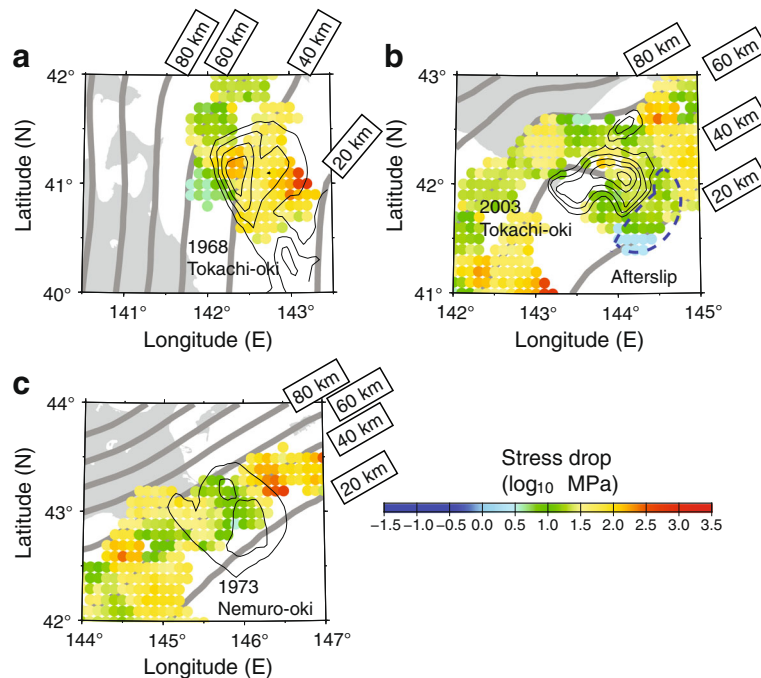 a
80 km
60 km
40 km
20 km
42°
41°
40°
Latitude (N)
1968
Tokachi-oki
141°
142°
143°
Longitude (E)
b
80 km
60 km
40 km
20 km
43°
42°
41°
Latitude (N)
2003
Tokachi-oki
Afterslip
142°
143°
144°
145°
Longitude (E)
c
80 km
60 km
40 km
20 km
44°
43°
42°
Latitude (N)
1973
Nemuro-oki
144°
145°
146°
147°
Longitude (E)
Stress drop
(log₁₀ MPa)
−1.5 −1.0 −0.5 0.0 0.5 1.0 1.5 2.0 2.5 3.0 3.5